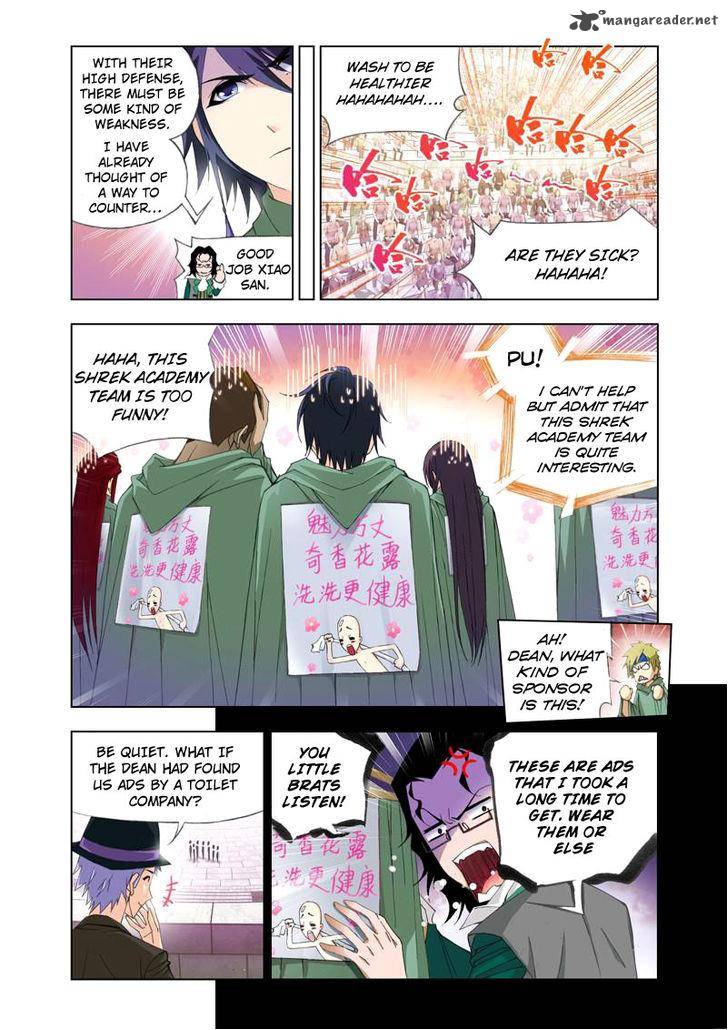 mangareader.net
WITH THEIR
HIGH DEFENSE,
THERE MUST BE
SOME KIND OF
WEAKNESS.
I HAVE
ALREADY
THOUGHT OF
A WAY TO
COUNTER...
GOOD
JOB XIAO
SAN.
WASH TO BE
HEALTHIER
HAHAHAHAH....
哈
哈
哈
哈
哈
哈
哈
哈
哈
哈
ARE THEY SICK?
HAHAHA!
HAHA, THIS
SHREK ACADEMY
TEAM IS TOO
FUNNY!
PU!
I CAN'T HELP
BUT ADMIT THAT
THIS SHREK
ACADEMY TEAM
IS QUITE
INTERESTING.
魅力方丈
奇香花露
洗洗更健康
魅力方丈
奇香花露
洗洗更健康
魅力方
AH!
DEAN, WHAT
KIND OF
SPONSOR
IS THIS!
BE QUIET. WHAT IF
THE DEAN HAD FOUND
US ADS BY A TOILET
COMPANY?
YOU
LITTLE
BRATS
LISTEN!
奇香花露
洗洗更健康
THESE ARE ADS
THAT I TOOK A
LONG TIME TO
GET. WEAR
THEM OR
ELSE